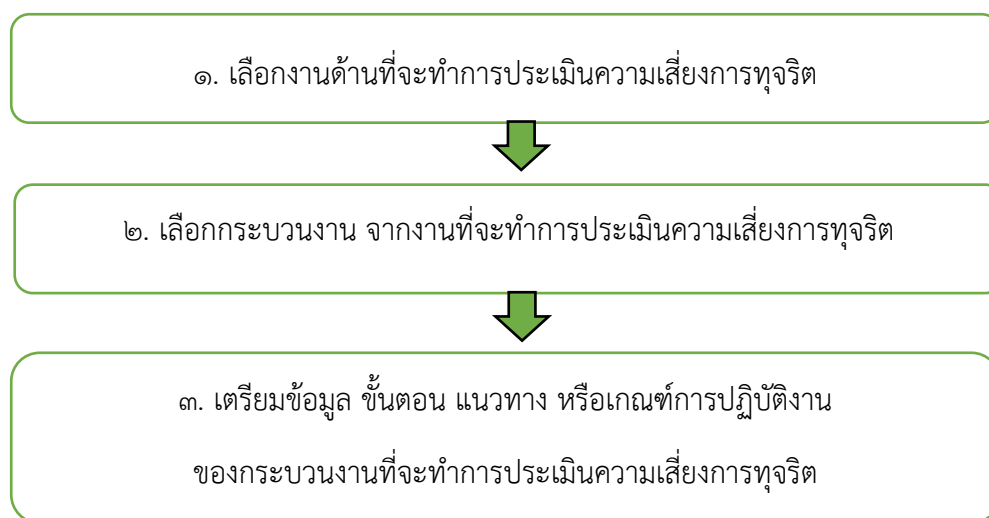 ๑. เลือกงานด้านที่จะทำการประเมินความเสี่ยงการทุจริต
๒. เลือกกระบวนงาน จากงานที่จะทำการประเมินความเสี่ยงการทุจริต
๓. เตรียมข้อมูล ขั้นตอน แนวทาง หรือเกณฑ์การปฏิบัติงาน
ของกระบวนงานที่จะทำการประเมินความเสี่ยงการทุจริต